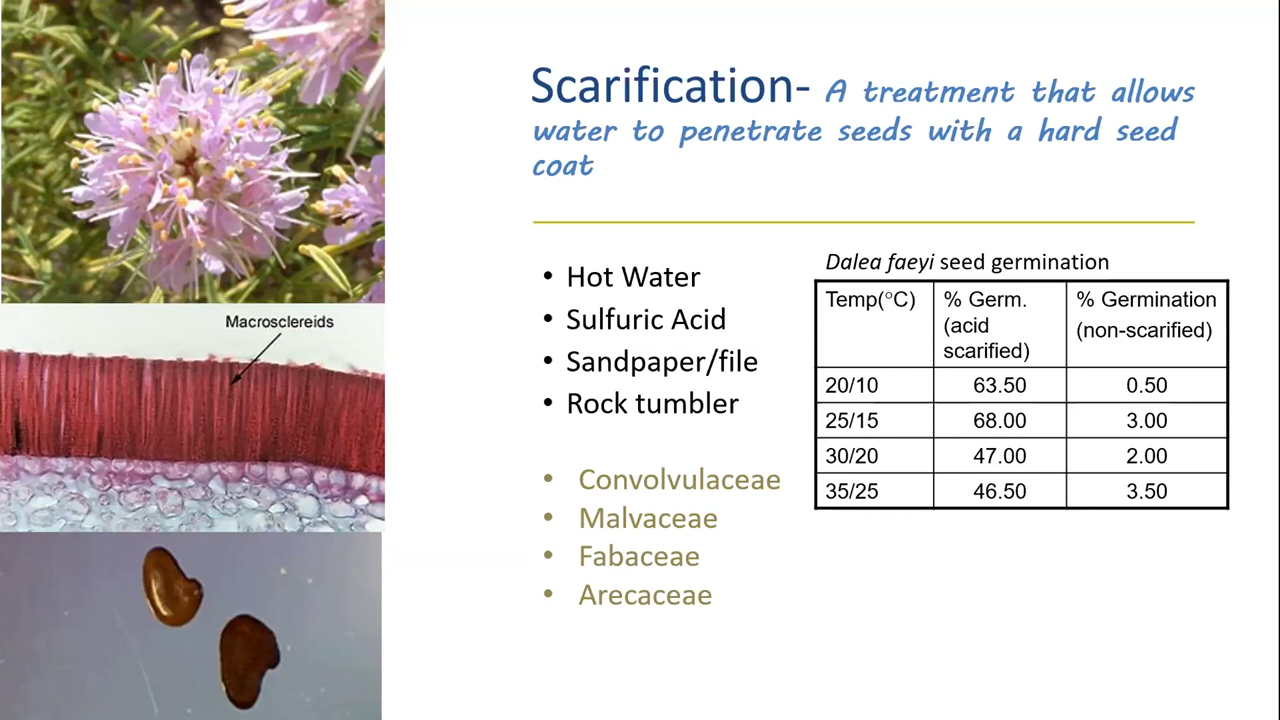 Scarification- A treatment that allows
water to penetrate seeds with a hard seed
coat
Macrosclereids
• Hot Water
• Sulfuric Acid
• Sandpaper/file
• Rock tumbler
• Convolvulaceae
• Malvaceae
• Fabaceae
• Arecaceae
Dalea faeyi seed germination
Temp(°C) % Germ. (acid scarified) % Germination (non-scarified)
20/10 63.50 0.50
25/15 68.00 3.00
30/20 47.00 2.00
35/25 46.50 3.50